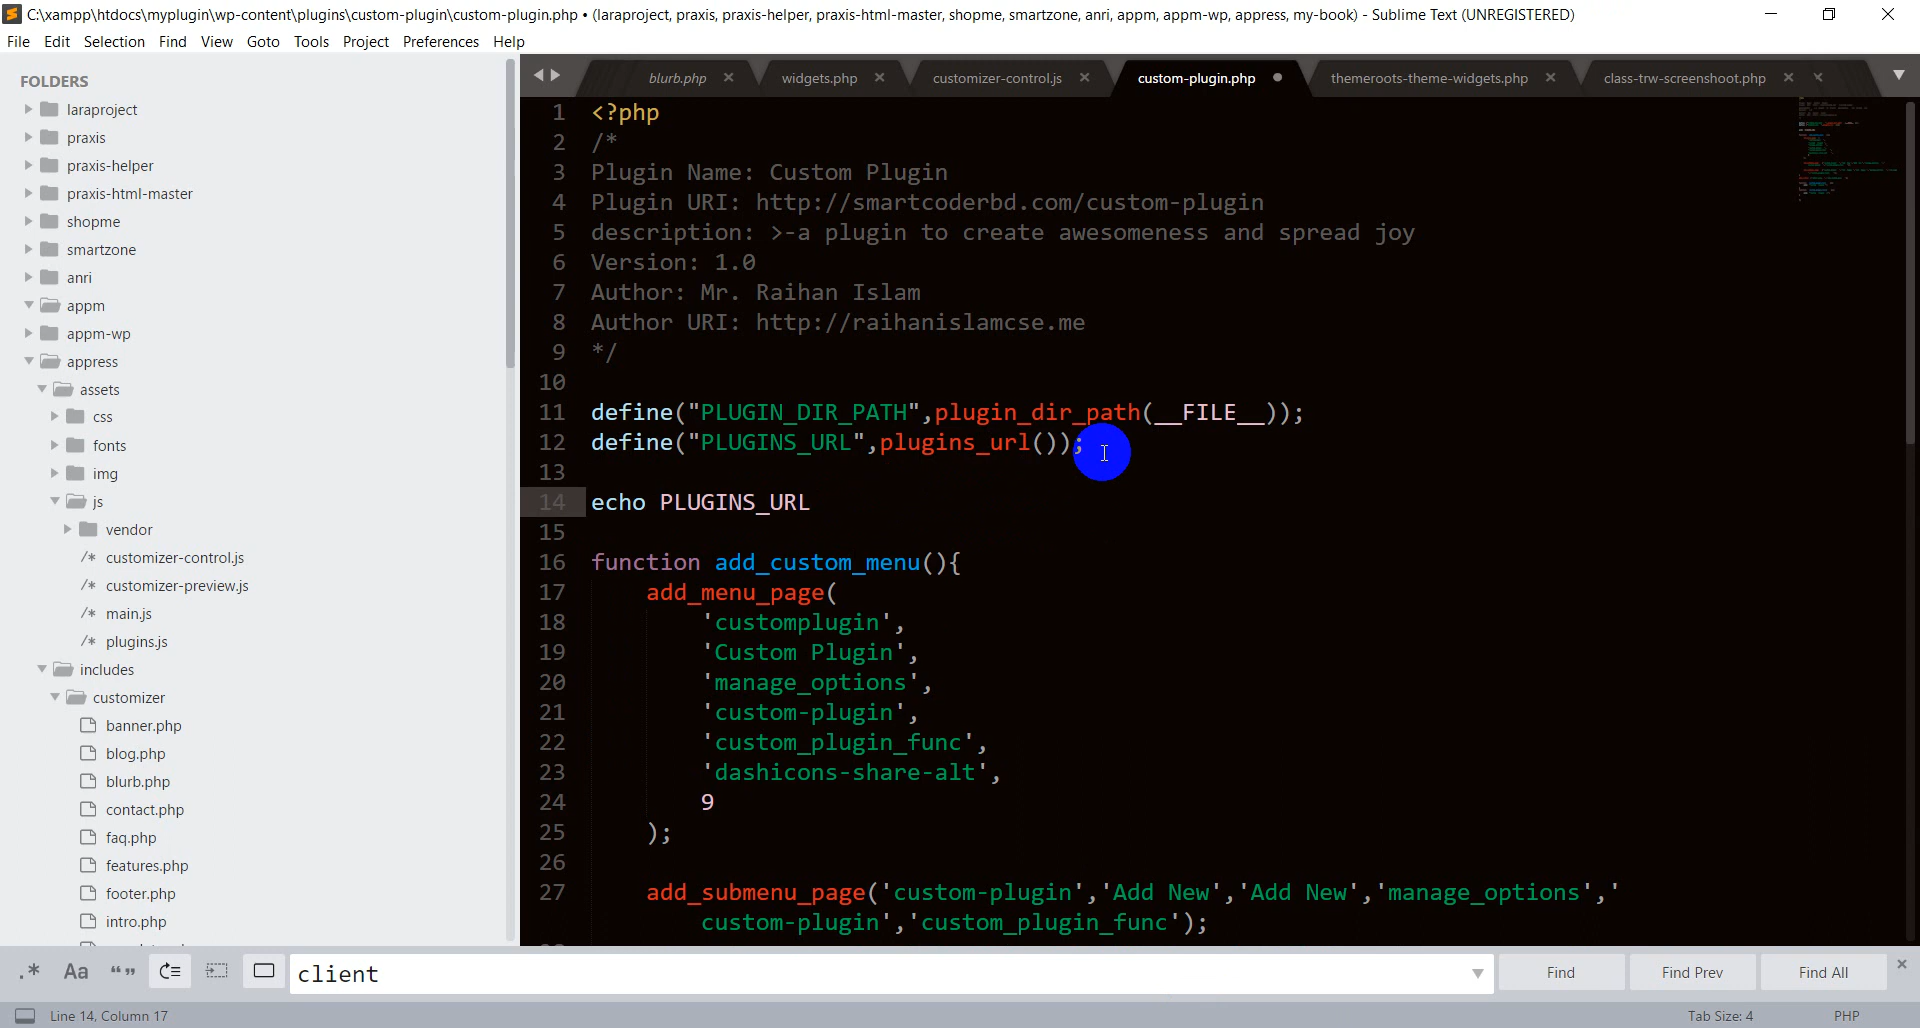 C:\xampp\htdocs\myplugin\wp-content\plugins\custom-plugin\custom-plugin.php • (laraproject, praxis, praxis-helper, praxis-html-master, shopme, smartzone, anri, appm, appm-wp, appress, my-book) - Sublime Text (UNREGISTERED)
File Edit Selection Find View Goto Tools Project Preferences Help
FOLDERS
laraproject
praxis
praxis-helper
praxis-html-master
shopme
smartzone
anri
appm
appm-wp
appress
assets
css
fonts
img
js
vendor
/* customizer-control.js
/* customizer-preview.js
/* main.js
/* plugins.js
includes
customizer
banner.php
blog.php
blurb.php
contact.php
faq.php
features.php
footer.php
intro.php
blurb.php widgets.php customizer-control.js custom-plugin.php themeroots-theme-widgets.php class-trw-screenshoot.php
1 <?php
2 /*
3 Plugin Name: Custom Plugin
4 Plugin URI: http://smartcoderbd.com/custom-plugin
5 description: >-a plugin to create awesomeness and spread joy
6 Version: 1.0
7 Author: Mr. Raihan Islam
8 Author URI: http://raihanislamcse.me
9 */
10
11 define("PLUGIN_DIR_PATH",plugin_dir_path(__FILE__));
12 define("PLUGINS_URL",plugins_url());
13
14 echo PLUGINS_URL
15
16 function add_custom_menu(){
17 add_menu_page(
18 'customplugin',
19 'Custom Plugin',
20 'manage_options',
21 'custom-plugin',
22 'custom_plugin_func',
23 'dashicons-share-alt',
24 9
25 );
26
27 add_submenu_page('custom-plugin','Add New','Add New','manage_options','
custom-plugin','custom_plugin_func');
.* Aa “” client Find Find Prev Find All
Line 14, Column 17 Tab Size: 4 PHP